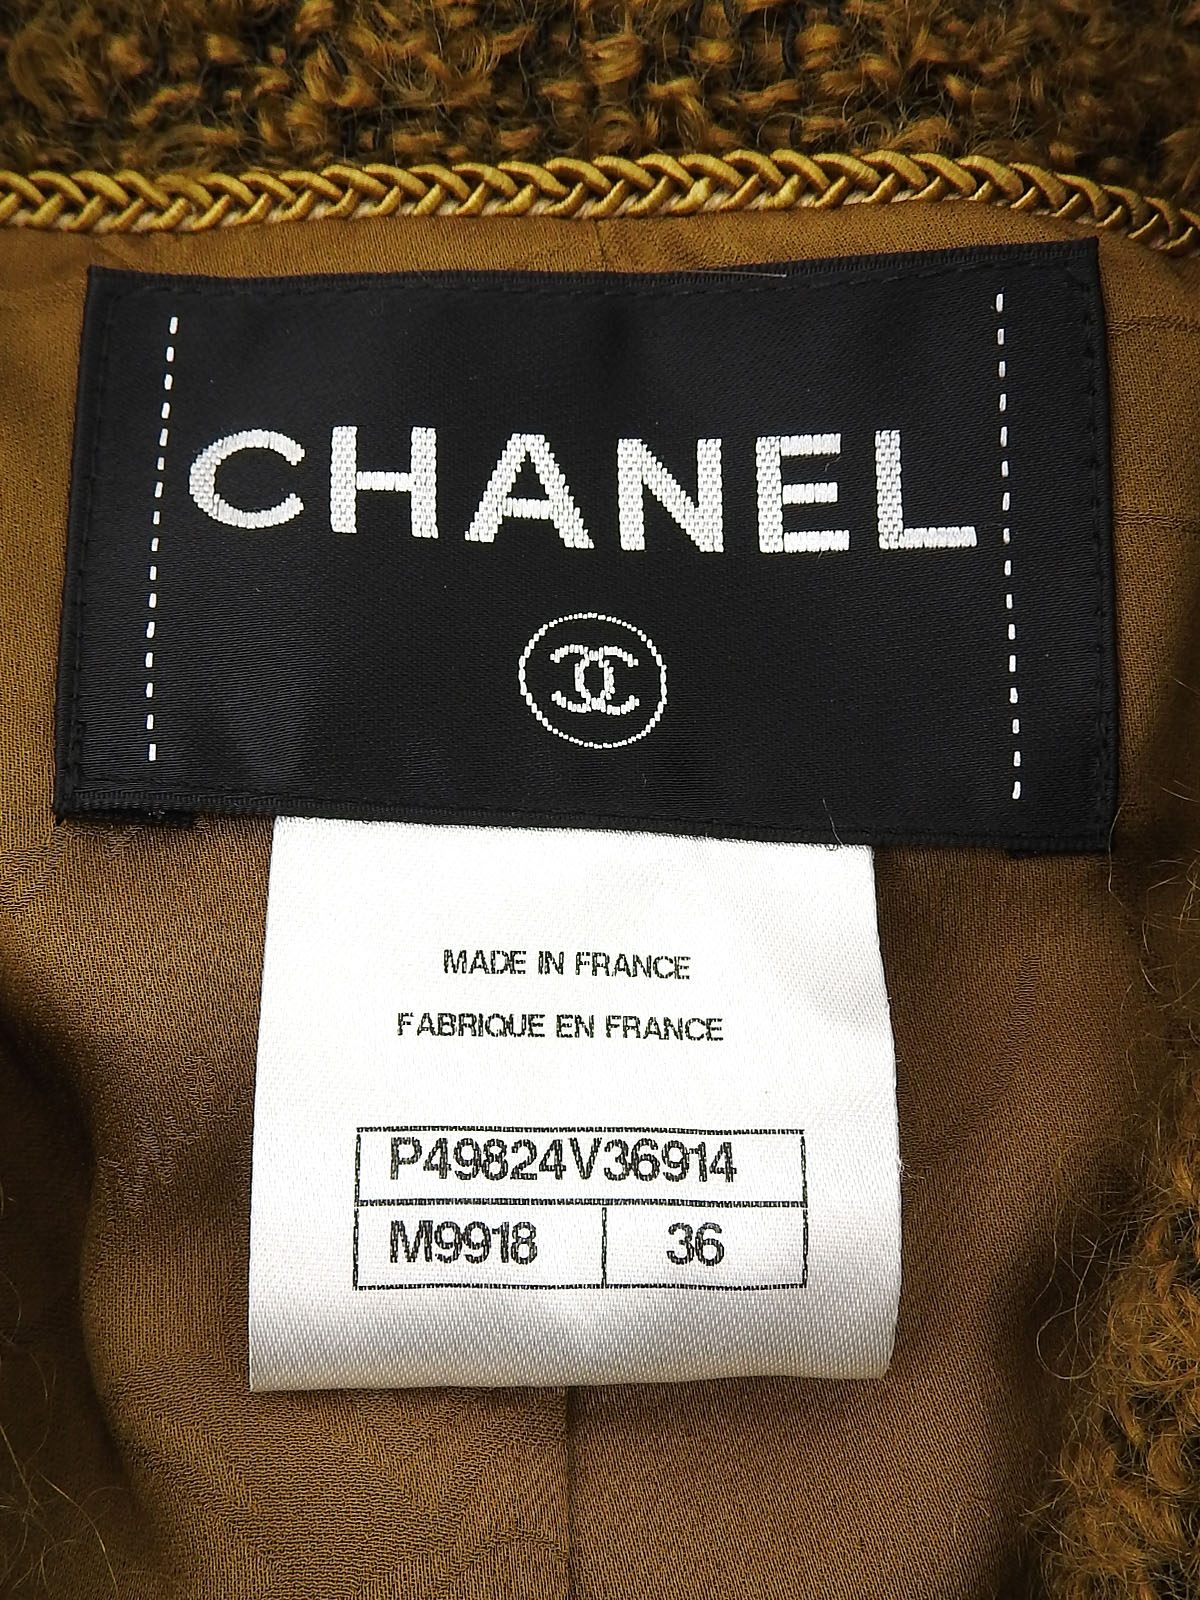 CHANEL
MADE IN FRANCE
FABRIQUE EN FRANCE
P49824V36914
M9918 36